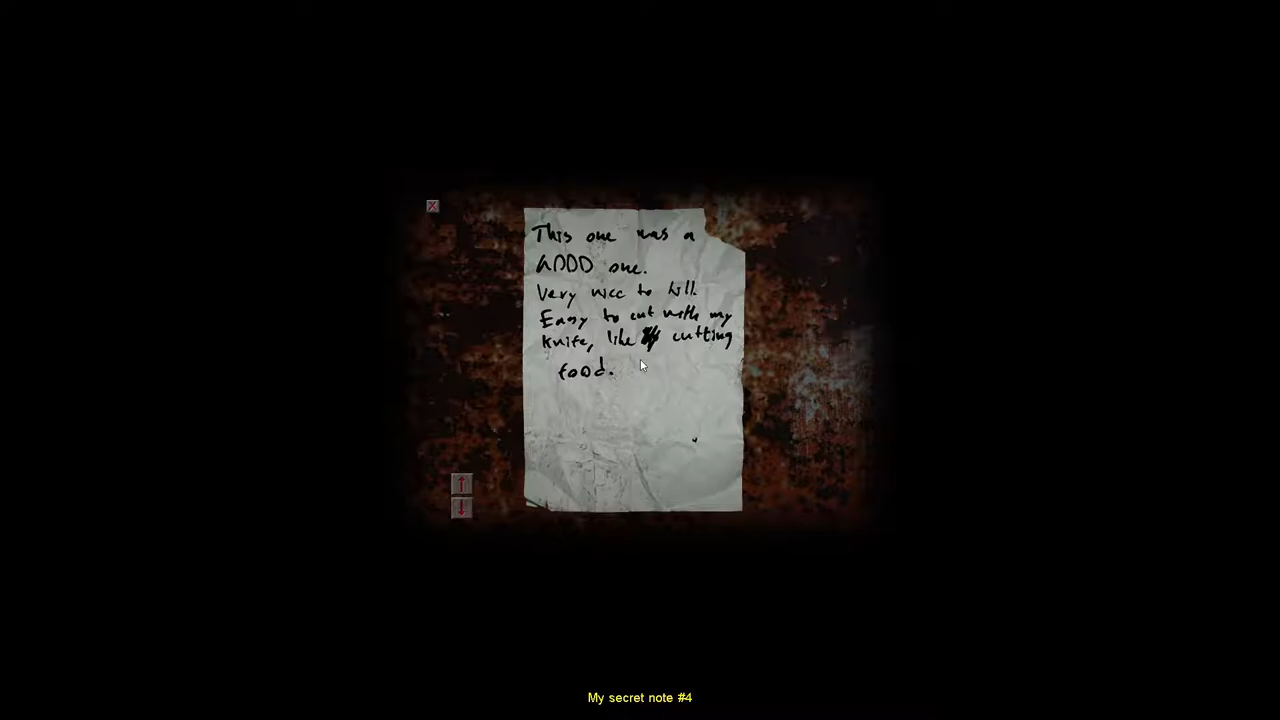 This one was a
GOOD one.
Very nice to kill.
Easy to cut with my
knife, like cutting
food.
My secret note #4